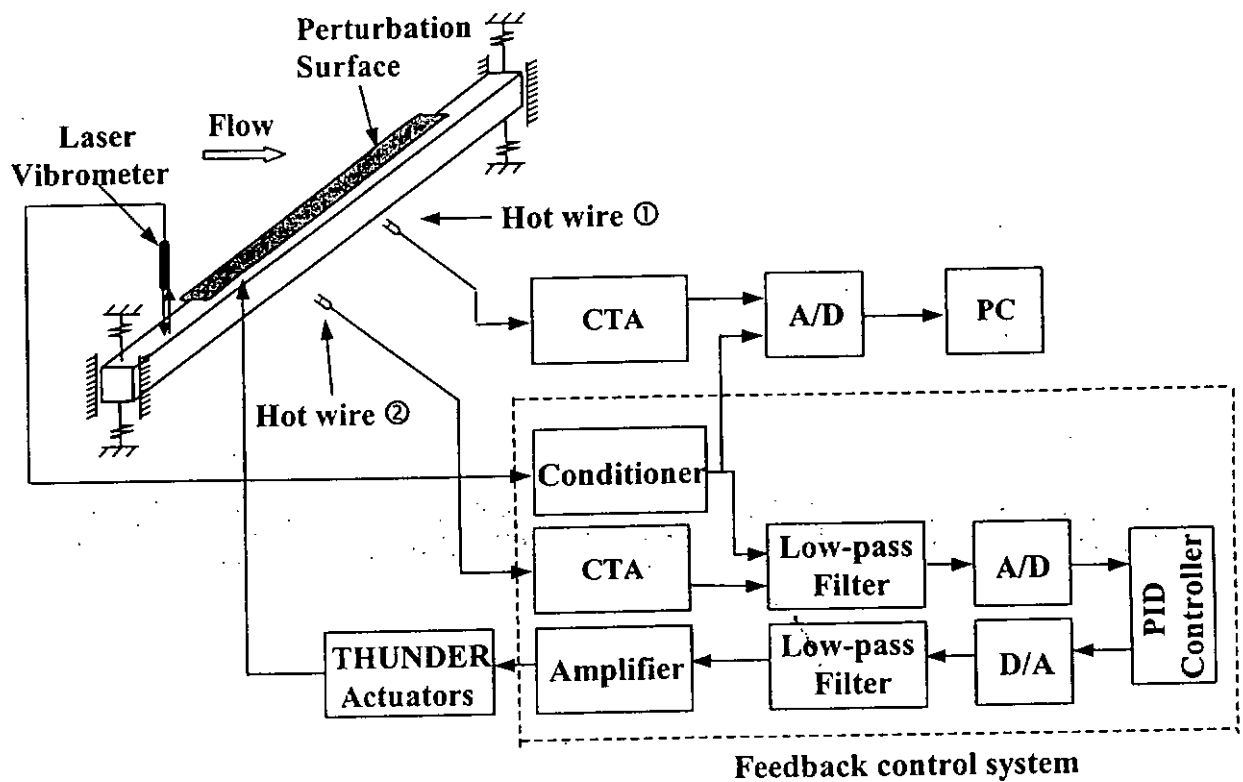 Perturbation
Surface
Laser
Vibrometer
Flow
Hot wire ①
CTA
A/D
PC
Hot wire ②
Conditioner
CTA
Low-pass
Filter
A/D
PID
Controller
THUNDER
Actuators
Amplifier
Low-pass
Filter
D/A
Feedback control system